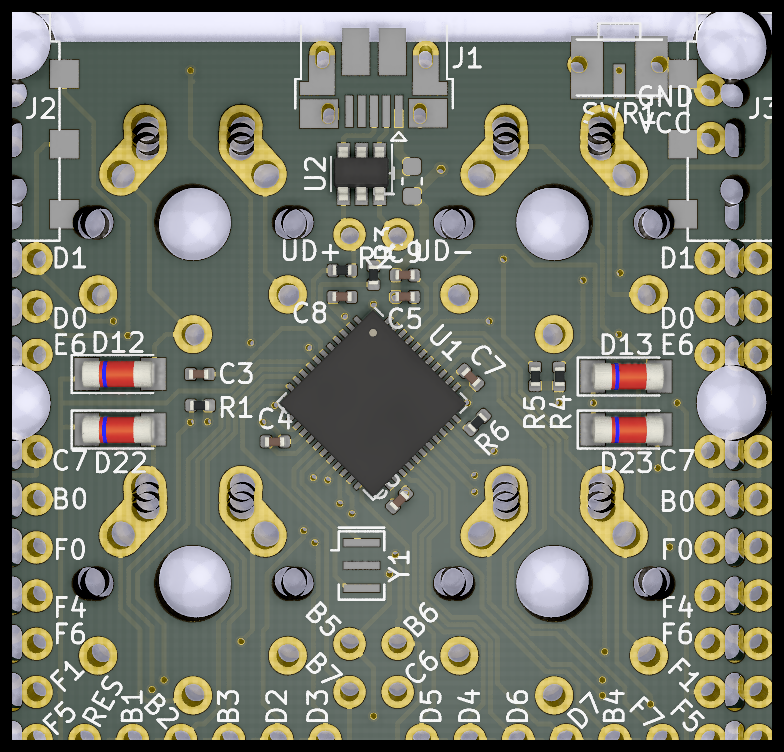 J1
GND
J2
SWR1
VCC
J3
U2
D1
UD+
R2
C9
UD-
D1
D0
C8
C5
D0
E6
D12
U1
D13
E6
C3
C7
R1
C4
R5
R4
R6
C7
D22
D23
C7
B0
B0
F0
F0
Y1
F4
F4
F6
B5
B6
F6
F1
B7
C6
F1
F5
RES
B1
B2
B3
D2
D3
D5
D4
D6
D7
B4
F7
F5